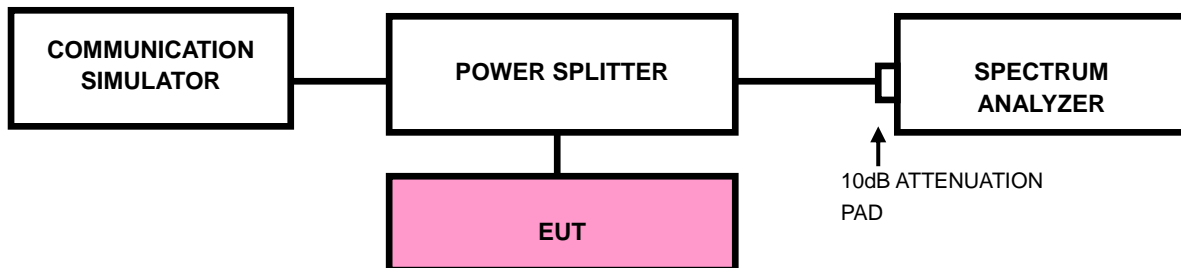 COMMUNICATION
SIMULATOR
POWER SPLITTER
SPECTRUM
ANALYZER
10dB ATTENUATION
PAD
EUT